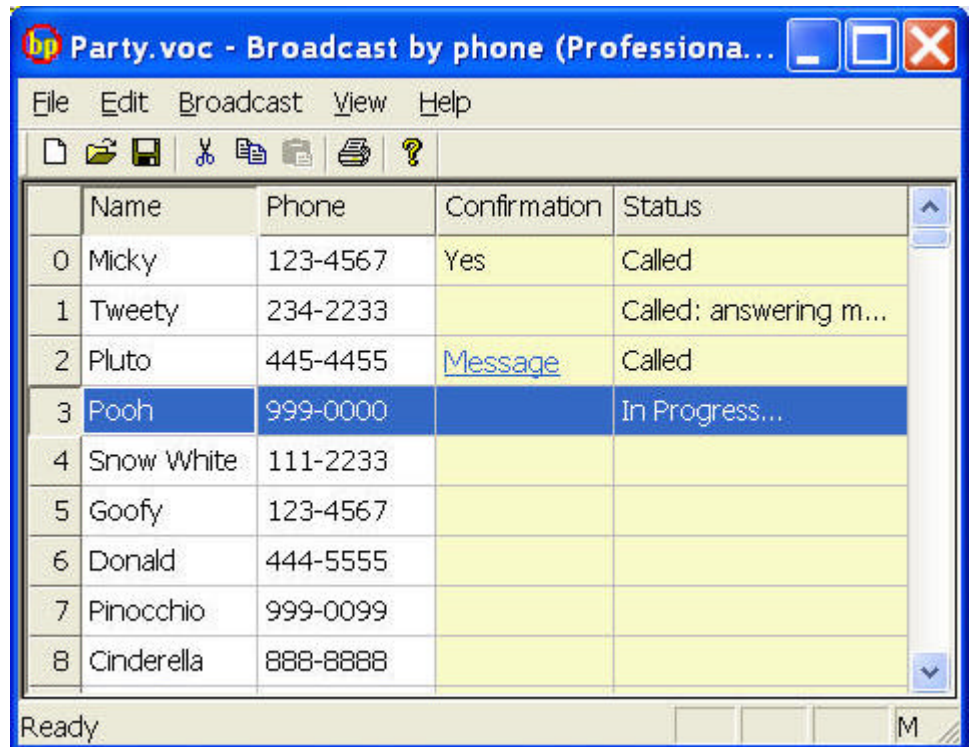 bp Party.voc - Broadcast by phone (Professiona...
File Edit Broadcast View Help
Name Phone Confirmation Status
0 Micky 123-4567 Yes Called
1 Tweety 234-2233 Called: answering m...
2 Pluto 445-4455 Message Called
3 Pooh 999-0000 In Progress...
4 Snow White 111-2233
5 Goofy 123-4567
6 Donald 444-5555
7 Pinocchio 999-0099
8 Cinderella 888-8888
Ready M